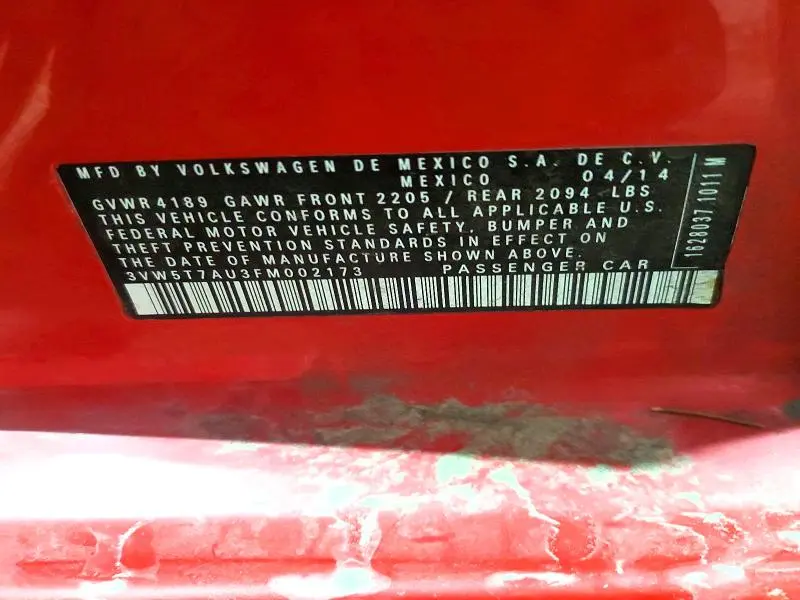 MFD BY VOLKSWAGEN DE MEXICO S.A. DE C.V.
MEXICO 04/14
GVWR 4189 GAWR FRONT 2205 / REAR 2094 LBS
THIS VEHICLE CONFORMS TO ALL APPLICABLE U.S.
FEDERAL MOTOR VEHICLE SAFETY, BUMPER AND
THEFT PREVENTION STANDARDS IN EFFECT ON
THE DATE OF MANUFACTURE SHOWN ABOVE.
3VW5T7AU3FM002173 PASSENGER CAR
1628037 1011 M